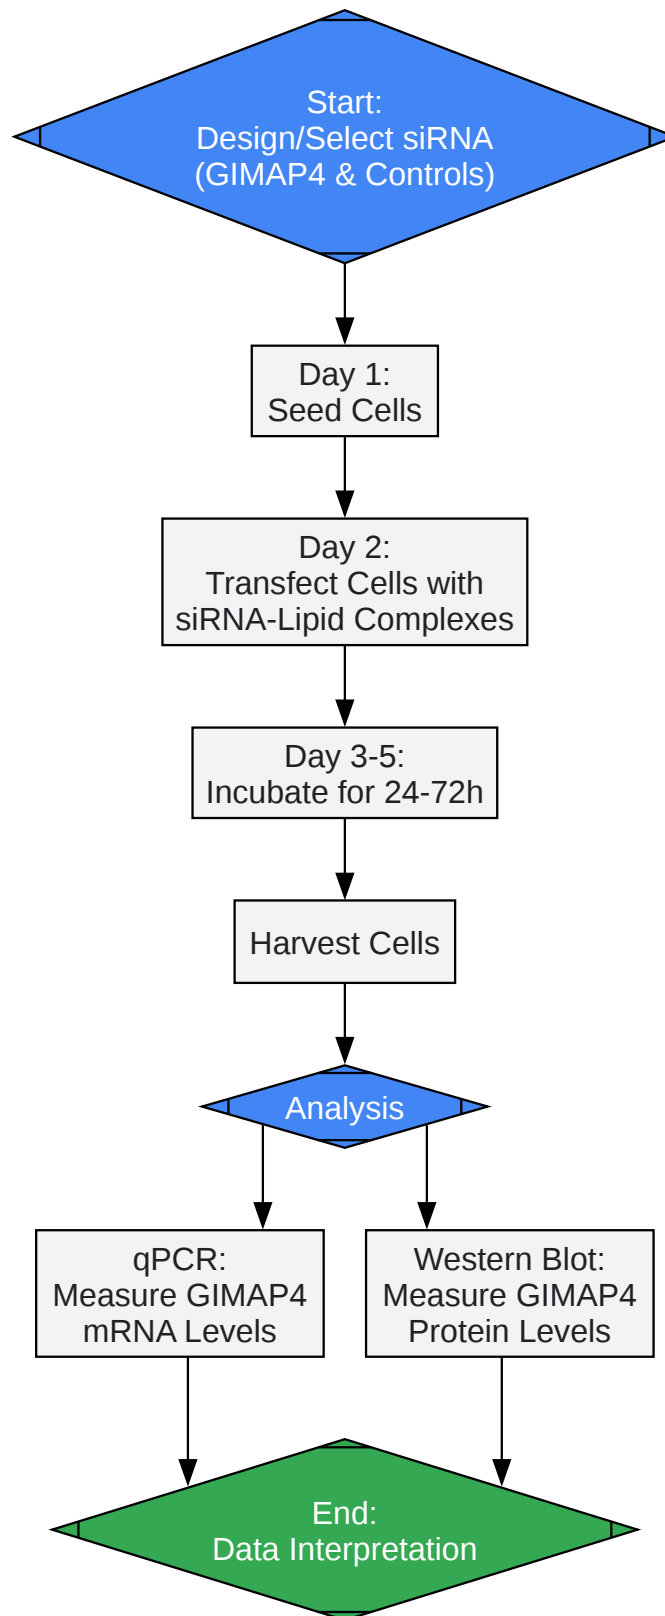 Start:
Design/Select siRNA
(GIMAP4 & Controls)
Day 1:
Seed Cells
Day 2:
Transfect Cells with
siRNA-Lipid Complexes
Day 3-5:
Incubate for 24-72h
Harvest Cells
Analysis
qPCR:
Measure GIMAP4
mRNA Levels
Western Blot:
Measure GIMAP4
Protein Levels
End:
Data Interpretation